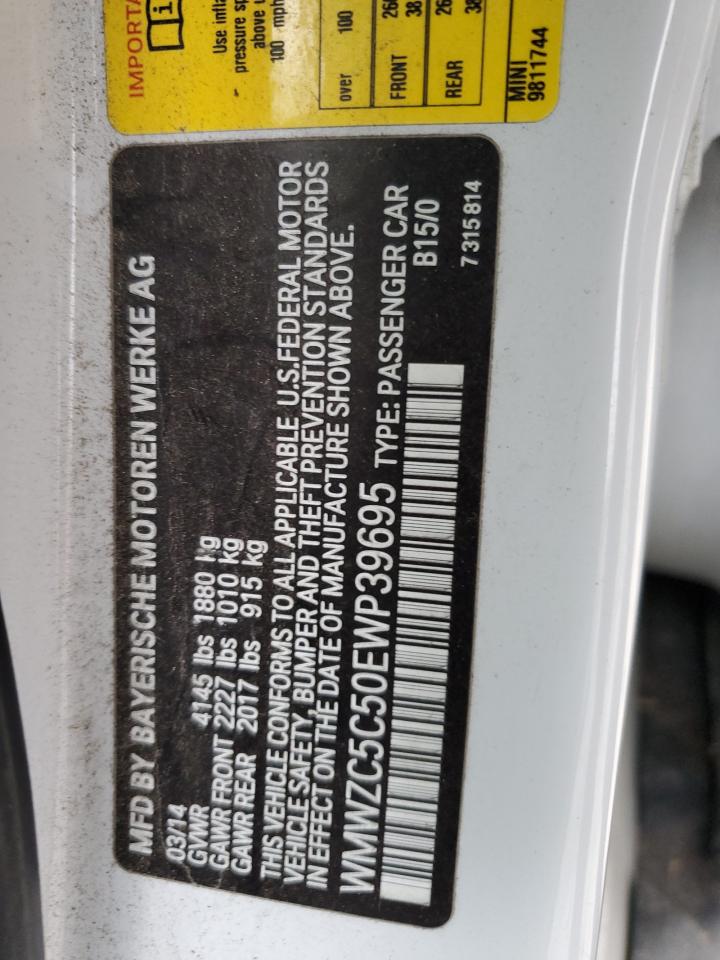 IMPORTA
Use infla
pressure sp
above u
100 mph
over 100
FRONT 38
REAR 38
MINI
9811744
MFD BY BAYERISCHE MOTOREN WERKE AG
03/14
GVWR 4145 lbs 1880 kg
GAWR FRONT 2227 lbs 1010 kg
GAWR REAR 2017 lbs 915 kg
THIS VEHICLE CONFORMS TO ALL APPLICABLE U.S.FEDERAL MOTOR
VEHICLE SAFETY, BUMPER AND THEFT PREVENTION STANDARDS
IN EFFECT ON THE DATE OF MANUFACTURE SHOWN ABOVE.
WMWZC5C50EWP39695 TYPE: PASSENGER CAR
B15/0
7 315 814